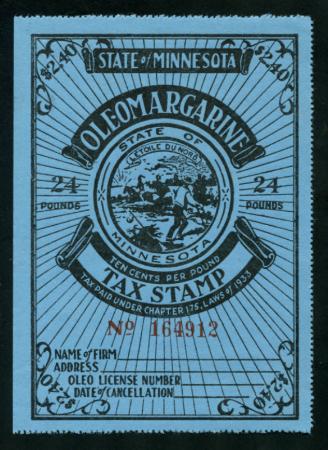 $2.40 $2.40
STATE of MINNESOTA
OLEOMARGARINE
STATE OF
L'ETOILE DU NORD
24 POUNDS
24 POUNDS
MINNESOTA
TEN CENTS PER POUND
TAX STAMP
TAX PAID UNDER CHAPTER 175, LAWS of 1933
No 164912
NAME OF FIRM
ADDRESS
OLEO LICENSE NUMBER
DATE OF CANCELLATION
$2.40 $2.40